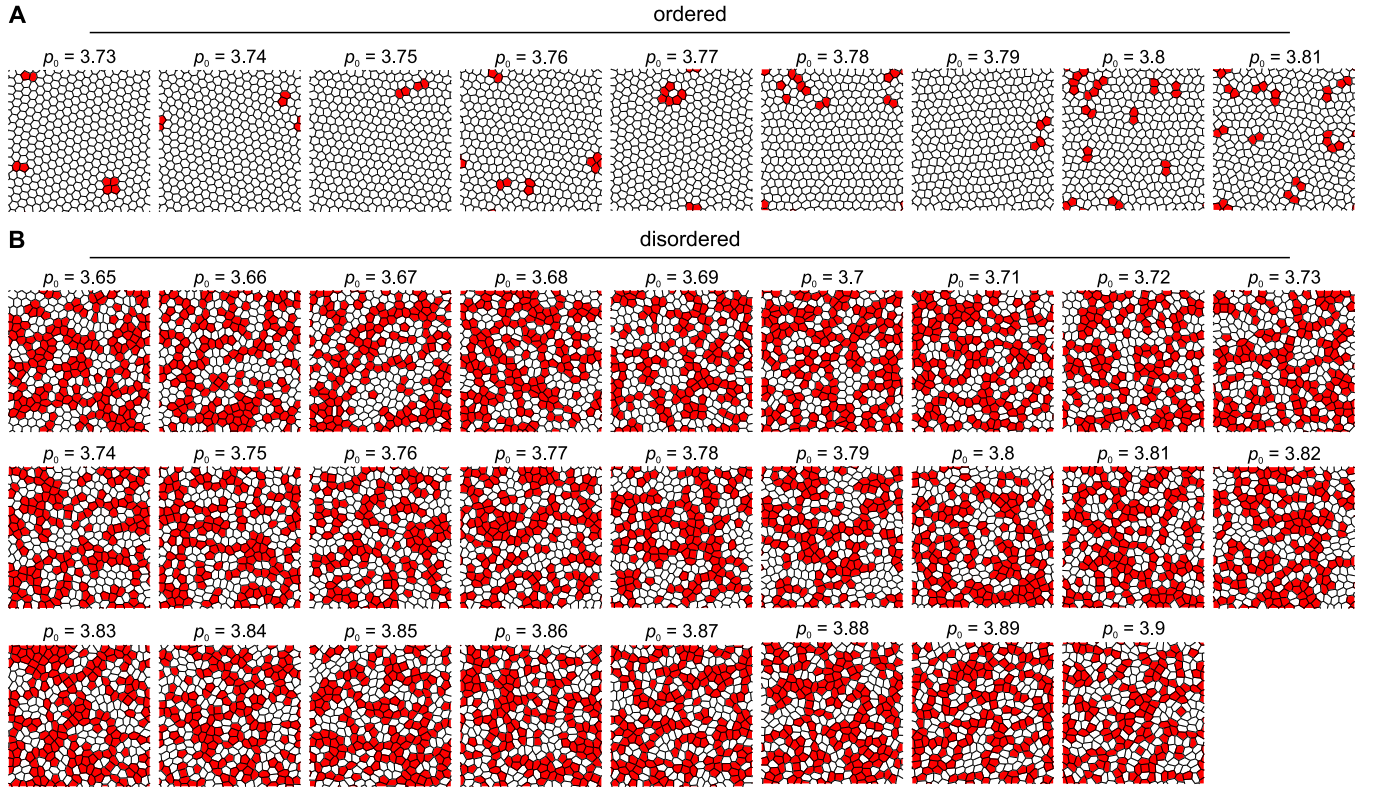 A
ordered
p0 = 3.73 p0 = 3.74 p0 = 3.75 p0 = 3.76 p0 = 3.77 p0 = 3.78 p0 = 3.79 p0 = 3.8 p0 = 3.81
B
disordered
p0 = 3.65 p0 = 3.66 p0 = 3.67 p0 = 3.68 p0 = 3.69 p0 = 3.7 p0 = 3.71 p0 = 3.72 p0 = 3.73
p0 = 3.74 p0 = 3.75 p0 = 3.76 p0 = 3.77 p0 = 3.78 p0 = 3.79 p0 = 3.8 p0 = 3.81 p0 = 3.82
p0 = 3.83 p0 = 3.84 p0 = 3.85 p0 = 3.86 p0 = 3.87 p0 = 3.88 p0 = 3.89 p0 = 3.9